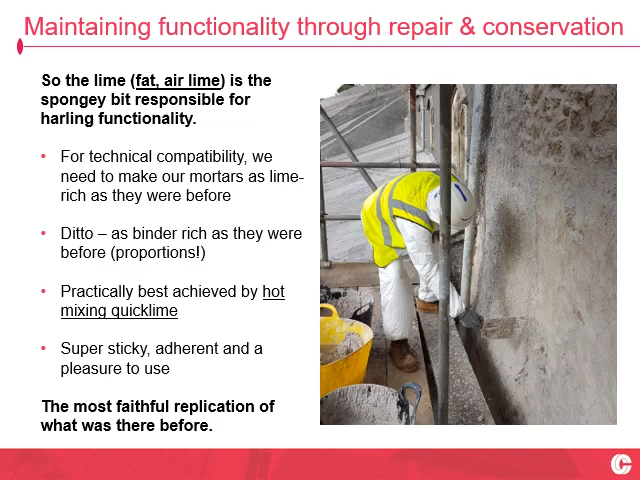 Maintaining functionality through repair & conservation
So the lime (fat, air lime) is the
spongey bit responsible for
harling functionality.
• For technical compatibility, we
need to make our mortars as lime-
rich as they were before
• Ditto – as binder rich as they were
before (proportions!)
• Practically best achieved by hot
mixing quicklime
• Super sticky, adherent and a
pleasure to use
The most faithful replication of
what was there before.